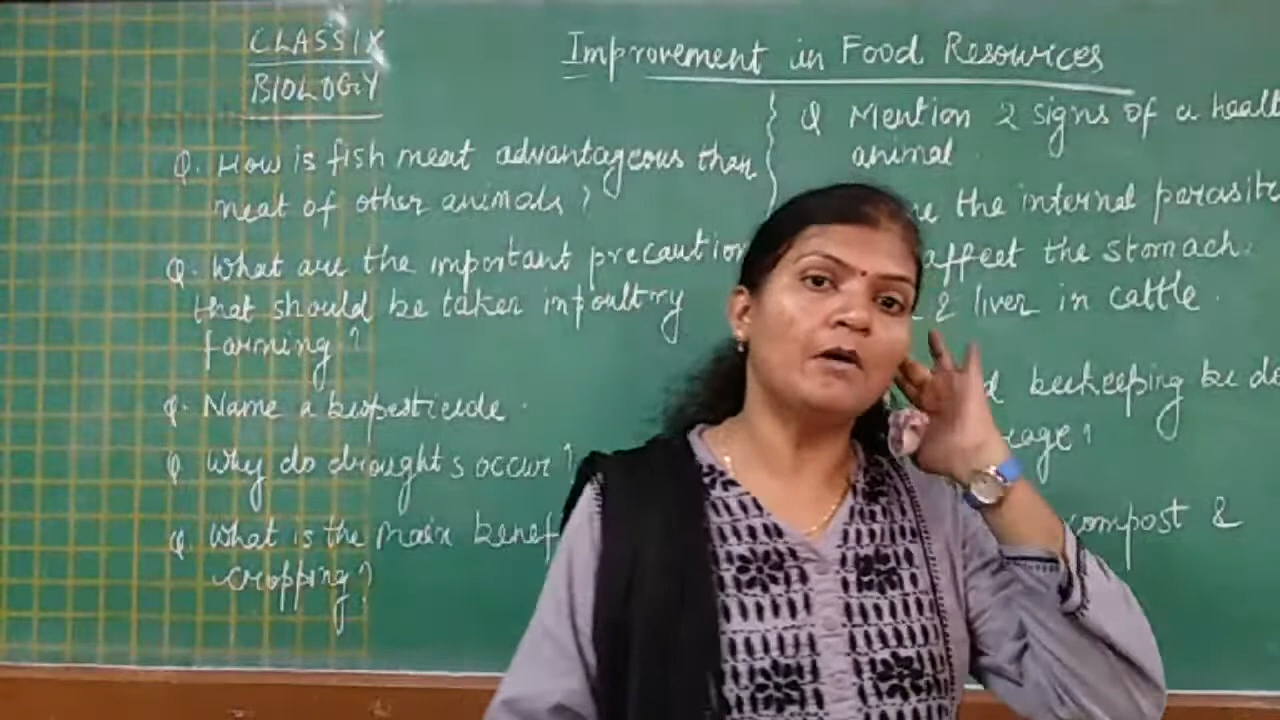 CLASS IX
BIOLOGY
Improvement in Food Resources
Q. How is fish meat advantageous than
meat of other animals?
Q. What are the important precaution
that should be taken in poultry
farming?
Q. Name a biopesticide.
Q Why do droughts occur?
Q. What is the main benef
cropping?
Q Mention 2 signs of a healt
animal.
the internal parasite
affect the stomach
& liver in cattle.
beekeeping be do
compost &